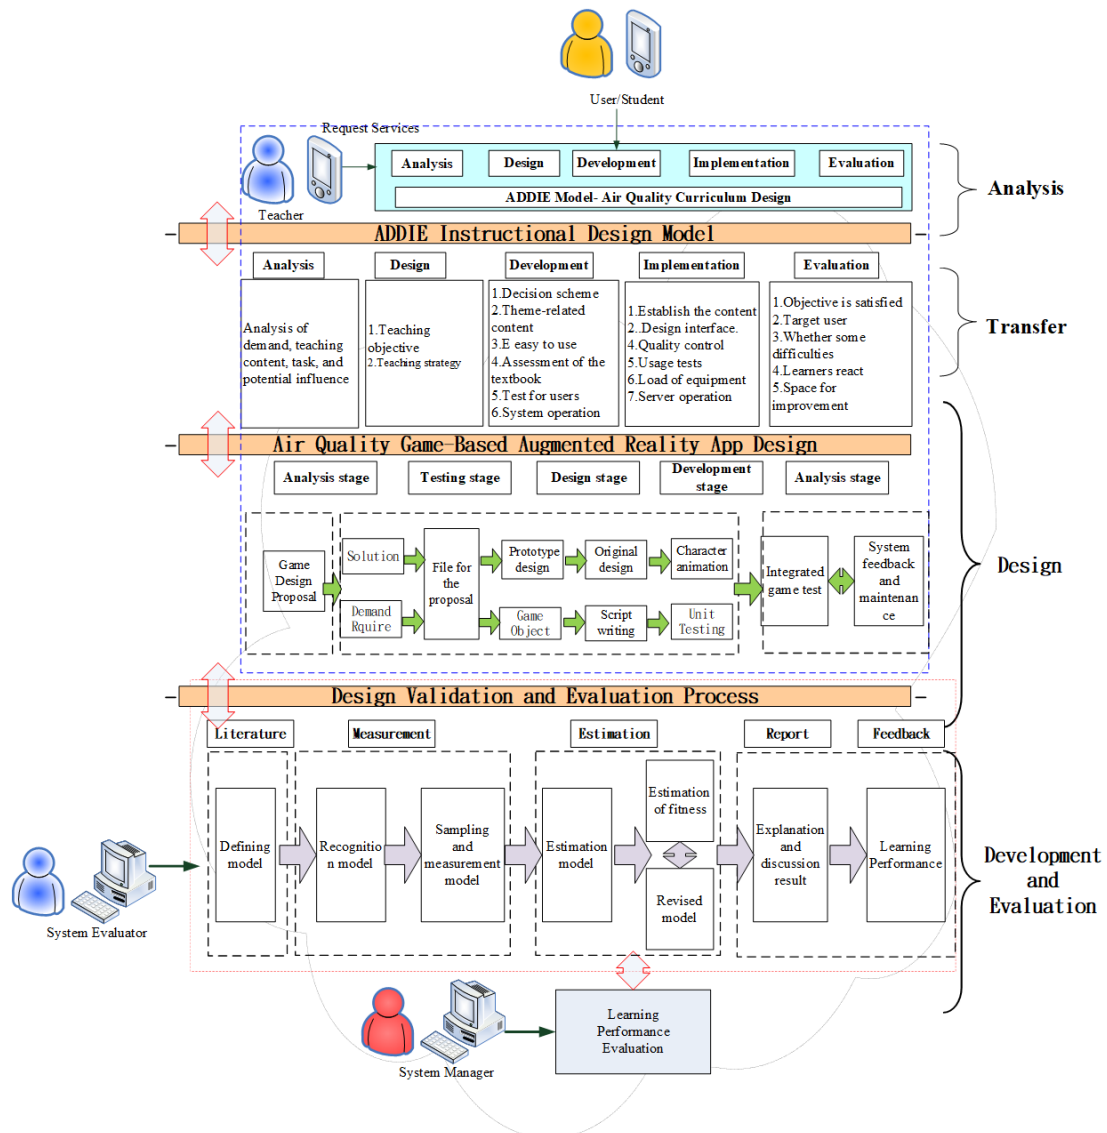 User/Student
Request Services
Teacher
Analysis
Design
Development
Implementation
Evaluation
ADDIE Model- Air Quality Curriculum Design
Analysis
ADDIE Instructional Design Model
Analysis
Design
Development
Implementation
Evaluation
Analysis of
demand, teaching
content, task, and
potential influence
1.Teaching
objective
2.Teaching strategy
1.Decision scheme
2.Theme-related
content
3.E easy to use
4.Assessment of the
textbook
5.Test for users
6.System operation
1.Establish the content
2..Design interface.
4.Quality control
5.Usage tests
6.Load of equipment
7.Server operation
1.Objective is satisfied
2.Target user
3.Whether some
difficulties
4.Learners react
5.Space for
improvement
Transfer
Air Quality Game-Based Augmented Reality App Design
Analysis stage
Testing stage
Design stage
Development
stage
Analysis stage
Game
Design
Proposal
Solution
Demand
Rquire
File for
the
proposal
Prototype
design
Original
design
Character
animation
Game
Object
Script
writing
Unit
Testing
Integrated
game test
System
feedback
and
maintenan
ce
Design
Design Validation and Evaluation Process
Literature
Measurement
Estimation
Report
Feedback
Defining
model
Recognitio
n model
Sampling
and
measurement
model
Estimation
model
Estimation
of fitness
Revised
model
Explanation
and
discussion
result
Learning
Performance
Development
and
Evaluation
System Evaluator
System Manager
Learning
Performance
Evaluation